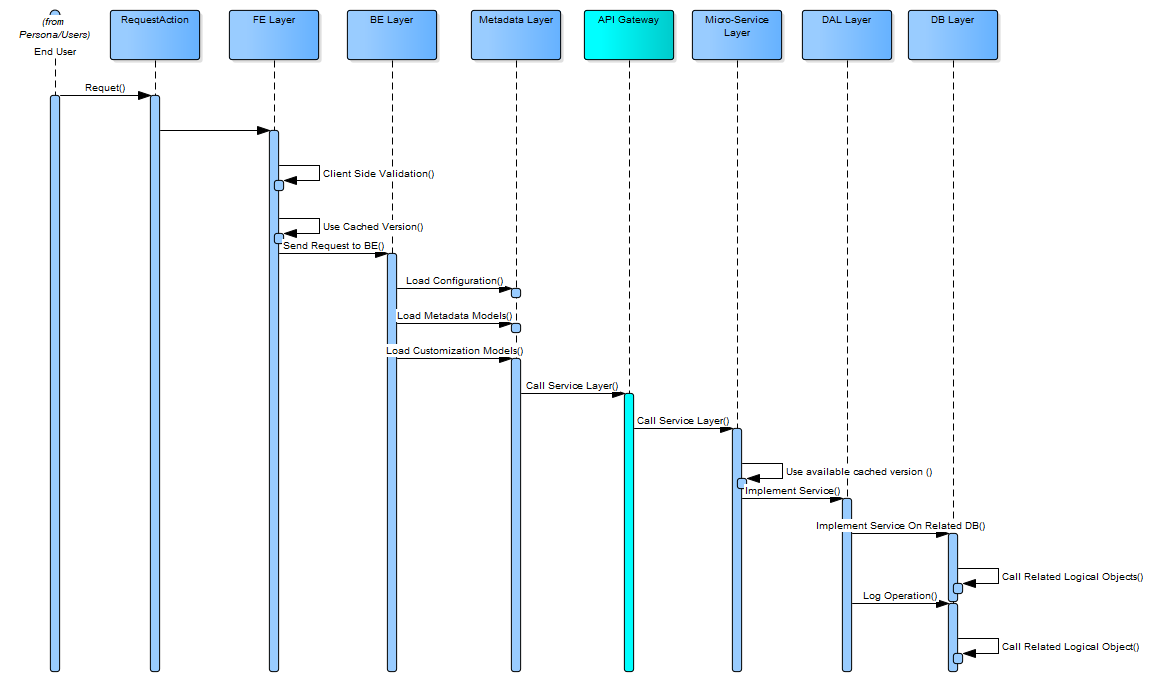 (from
Persona/Users)
End User
RequestAction
FE Layer
BE Layer
Metadata Layer
API Gateway
Micro-Service
Layer
DAL Layer
DB Layer
Requet()
Client Side Validation()
Use Cached Version()
Send Request to BE()
Load Configuration()
Load Metadata Models()
Load Customization Models()
Call Service Layer()
Call Service Layer()
Use available cached version ()
Implement Service()
Implement Service On Related DB()
Call Related Logical Objects()
Log Operation()
Call Related Logical Object()